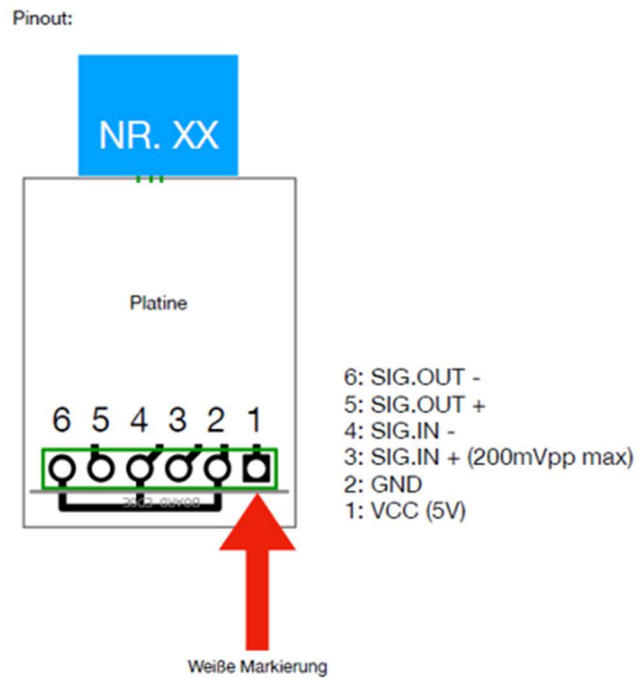 Pinout:
NR. XX
Platine
6 5 4 3 2 1
6: SIG.OUT -
5: SIG.OUT +
4: SIG.IN -
3: SIG.IN + (200mVpp max)
2: GND
1: VCC (5V)
Weiße Markierung